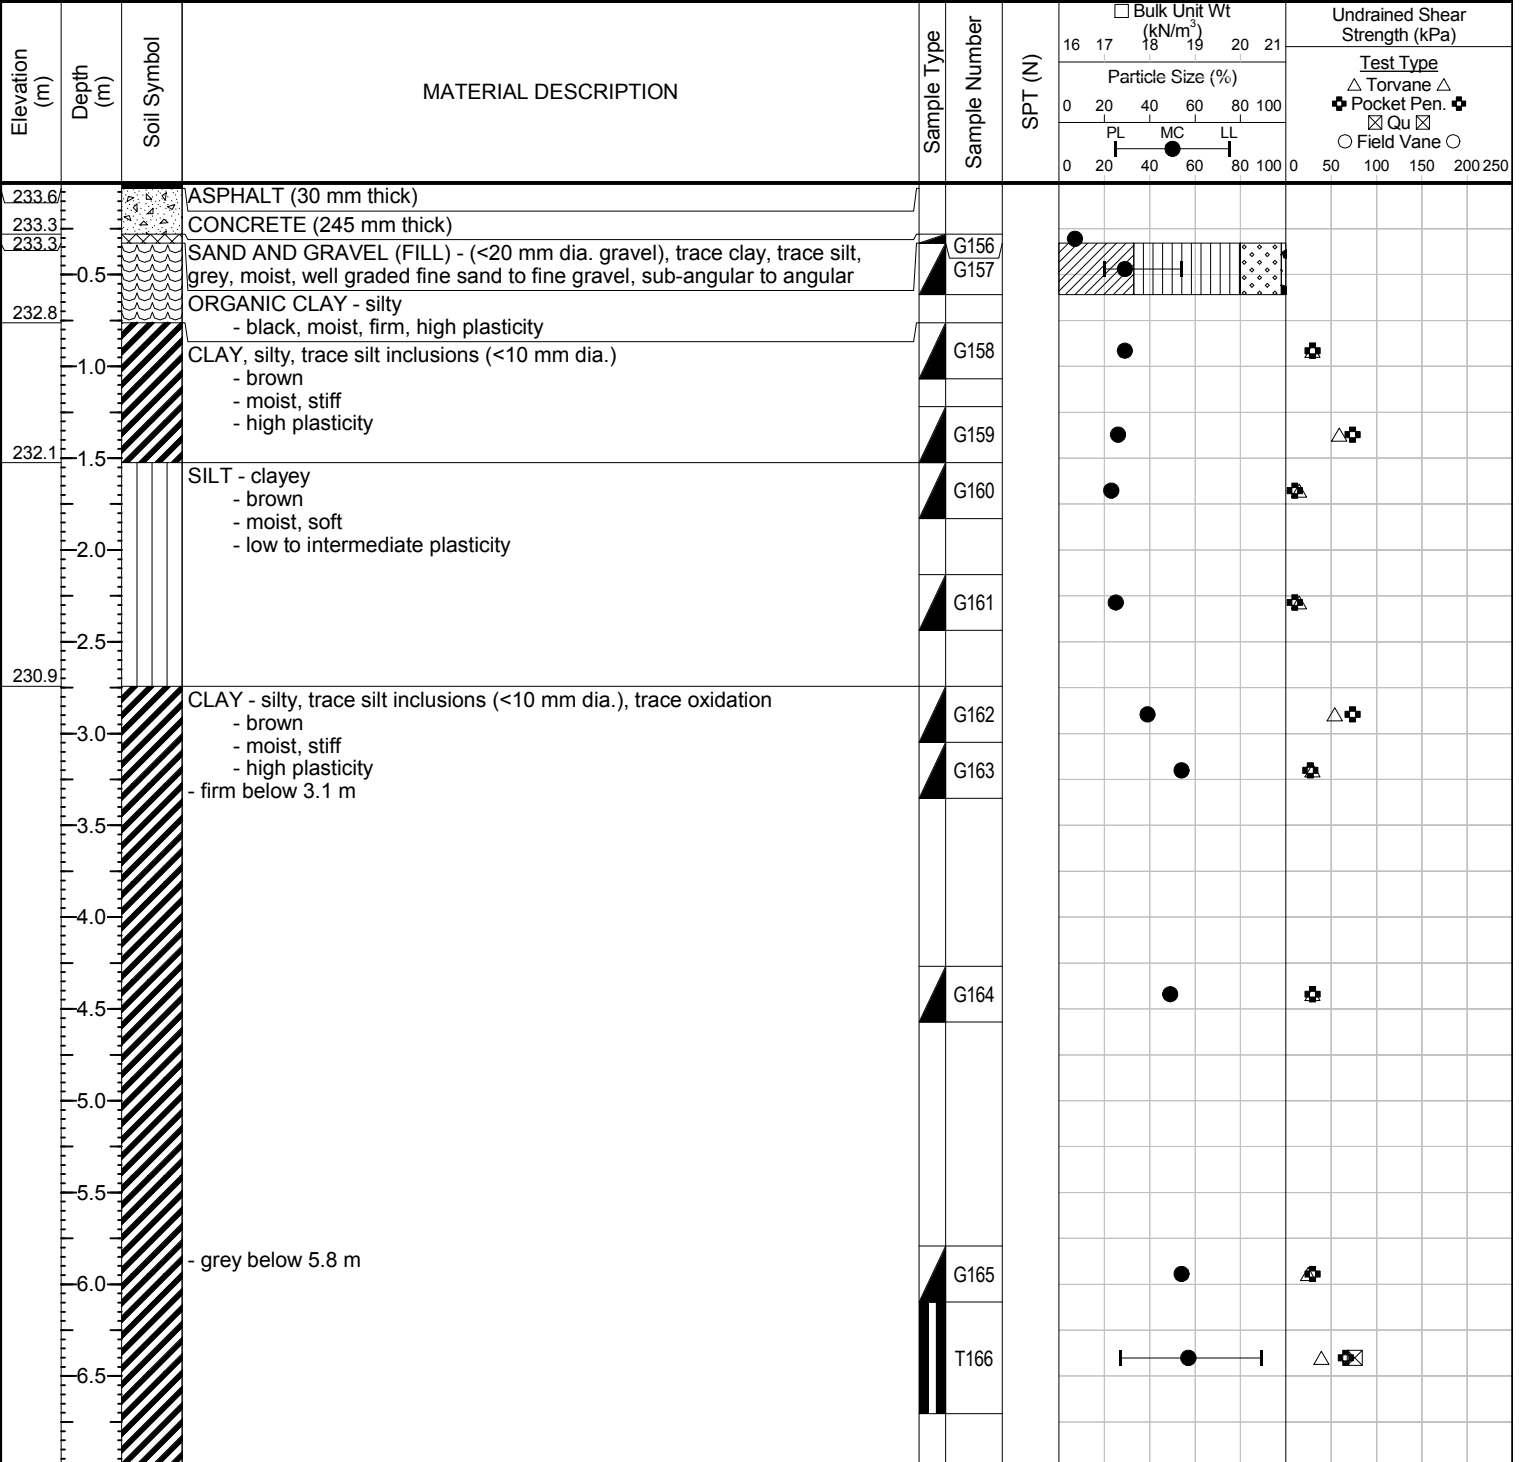 Elevation
(m)
Depth
(m)
Soil Symbol
MATERIAL DESCRIPTION
Sample Type
Sample Number
SPT (N)
Bulk Unit Wt
(kN/m³)
16 17 18 19 20 21
Particle Size (%)
0 20 40 60 80 100
PL MC LL
0 20 40 60 80 100
Undrained Shear
Strength (kPa)
Test Type
△ Torvane △
Pocket Pen.
☒ Qu ☒
○ Field Vane ○
0 50 100 150 200 250
233.6
ASPHALT (30 mm thick)
233.3
CONCRETE (245 mm thick)
233.3
SAND AND GRAVEL (FILL) - (<20 mm dia. gravel), trace clay, trace silt,
G156
grey, moist, well graded fine sand to fine gravel, sub-angular to angular
0.5
G157
ORGANIC CLAY - silty
232.8
- black, moist, firm, high plasticity
CLAY, silty, trace silt inclusions (<10 mm dia.)
G158
1.0
- brown
- moist, stiff
- high plasticity
G159
232.1
1.5
SILT - clayey
G160
- brown
- moist, soft
- low to intermediate plasticity
2.0
G161
2.5
230.9
CLAY - silty, trace silt inclusions (<10 mm dia.), trace oxidation
G162
- brown
3.0
- moist, stiff
- high plasticity
G163
- firm below 3.1 m
3.5
4.0
G164
4.5
5.0
5.5
- grey below 5.8 m
G165
6.0
T166
6.5